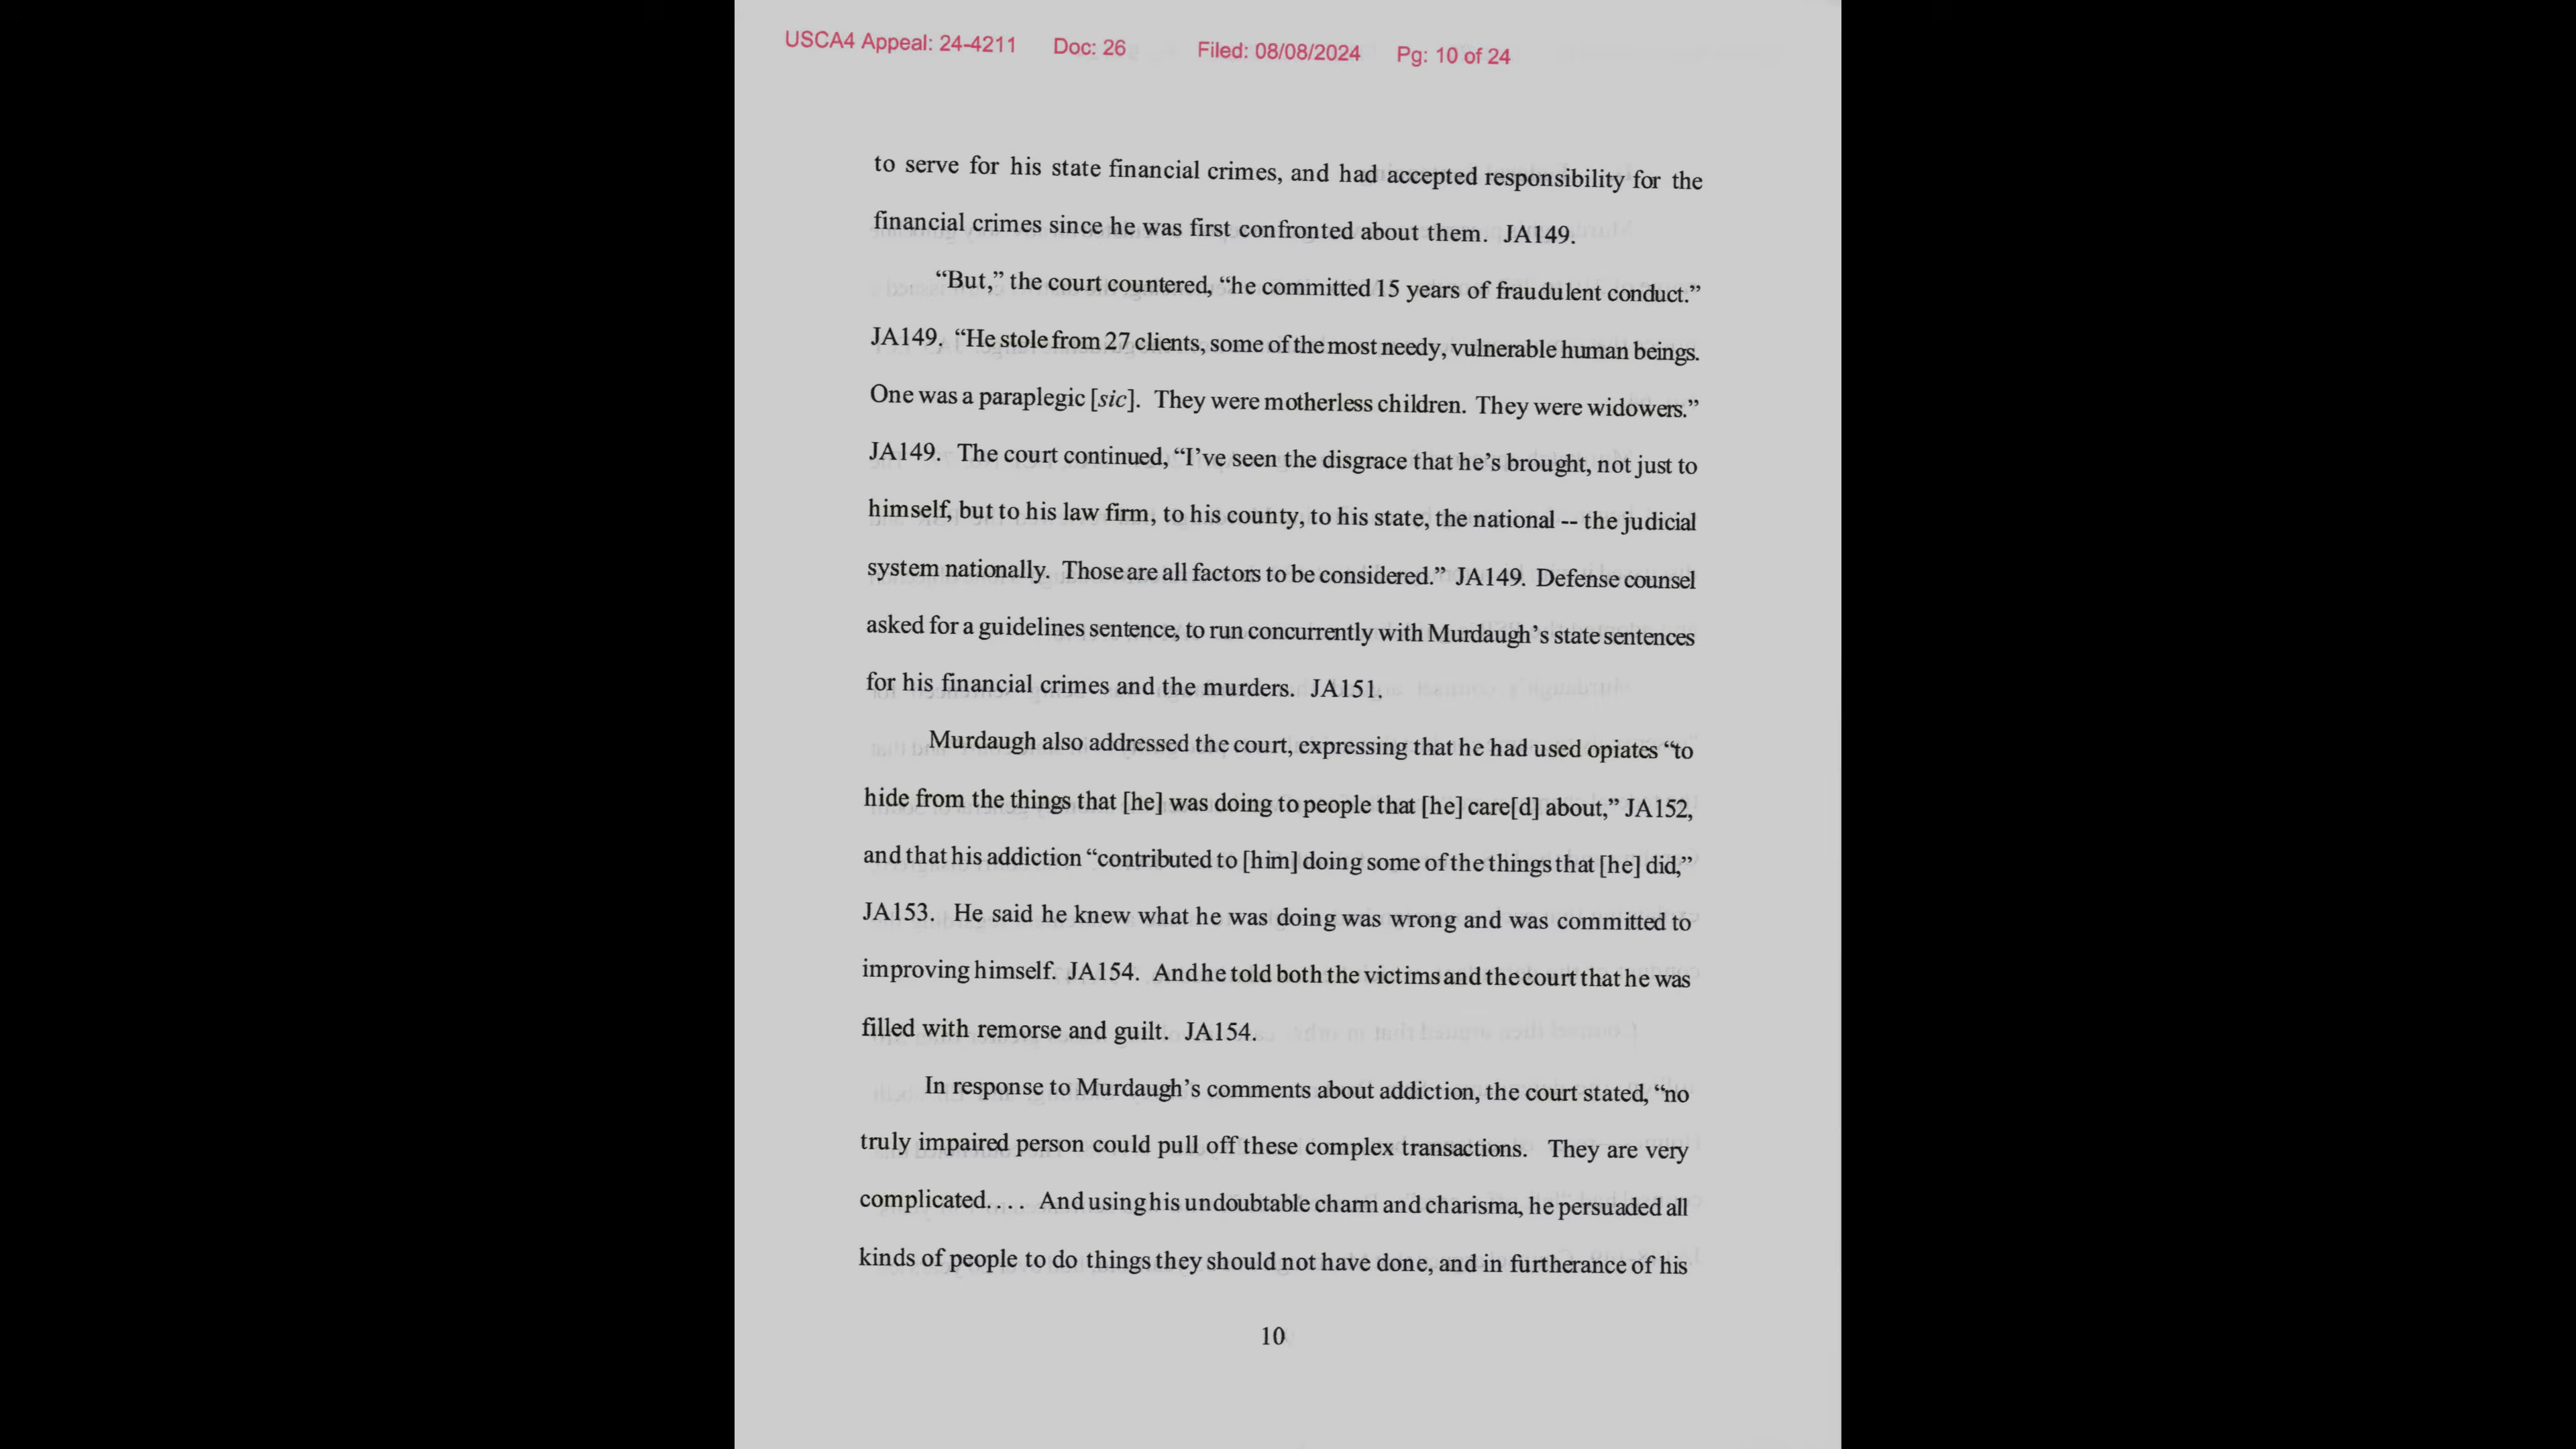 USCA4 Appeal: 24-4211 Doc: 26 Filed: 08/08/2024 Pg: 10 of 24
to serve for his state financial crimes, and had accepted responsibility for the
financial crimes since he was first confronted about them. JA149.
“But,” the court countered, “he committed 15 years of fraudulent conduct.”
JA149. “He stole from 27 clients, some of the most needy, vulnerable human beings.
One was a paraplegic [sic]. They were motherless children. They were widowers.”
JA149. The court continued, “I’ve seen the disgrace that he’s brought, not just to
himself, but to his law firm, to his county, to his state, the national -- the judicial
system nationally. Those are all factors to be considered.” JA149. Defense counsel
asked for a guidelines sentence, to run concurrently with Murdaugh’s state sentences
for his financial crimes and the murders. JA151.
Murdaugh also addressed the court, expressing that he had used opiates “to
hide from the things that [he] was doing to people that [he] care[d] about,” JA152,
and that his addiction “contributed to [him] doing some of the things that [he] did,”
JA153. He said he knew what he was doing was wrong and was committed to
improving himself. JA154. And he told both the victims and the court that he was
filled with remorse and guilt. JA154.
In response to Murdaugh’s comments about addiction, the court stated, “no
truly impaired person could pull off these complex transactions. They are very
complicated. . . . And using his undoubtable charm and charisma, he persuaded all
kinds of people to do things they should not have done, and in furtherance of his
10